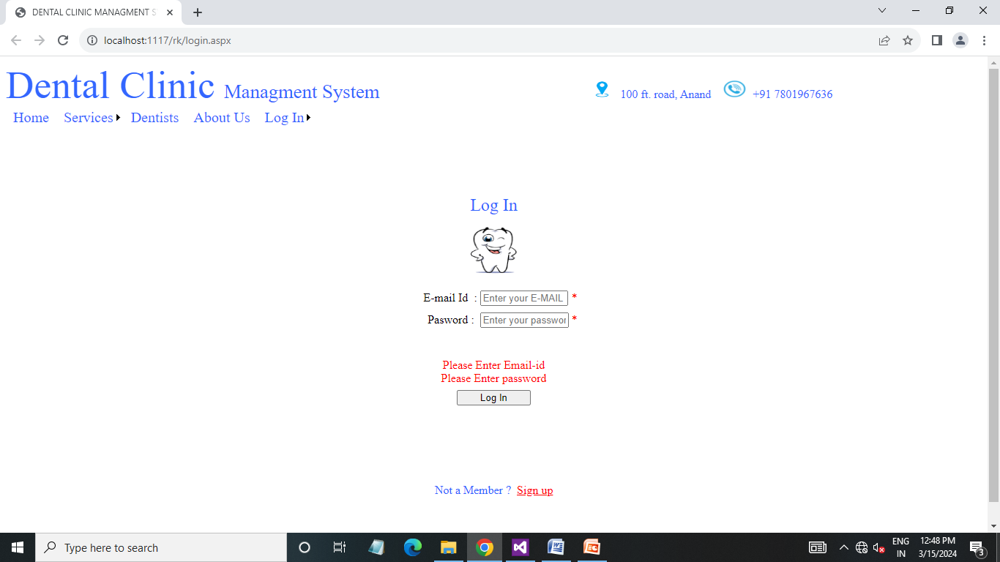 DENTAL CLINIC MANAGMENT S
localhost:1117/rk/login.aspx
Dental Clinic Managment System
100 ft. road, Anand
+91 7801967636
Home Services Dentists About Us Log In
Log In
E-mail Id : Enter your E-MAIL *
Pasword : Enter your passwor *
Please Enter Email-id
Please Enter password
Log In
Not a Member ? Sign up
Type here to search
ENG
IN
12:48 PM
3/15/2024
3